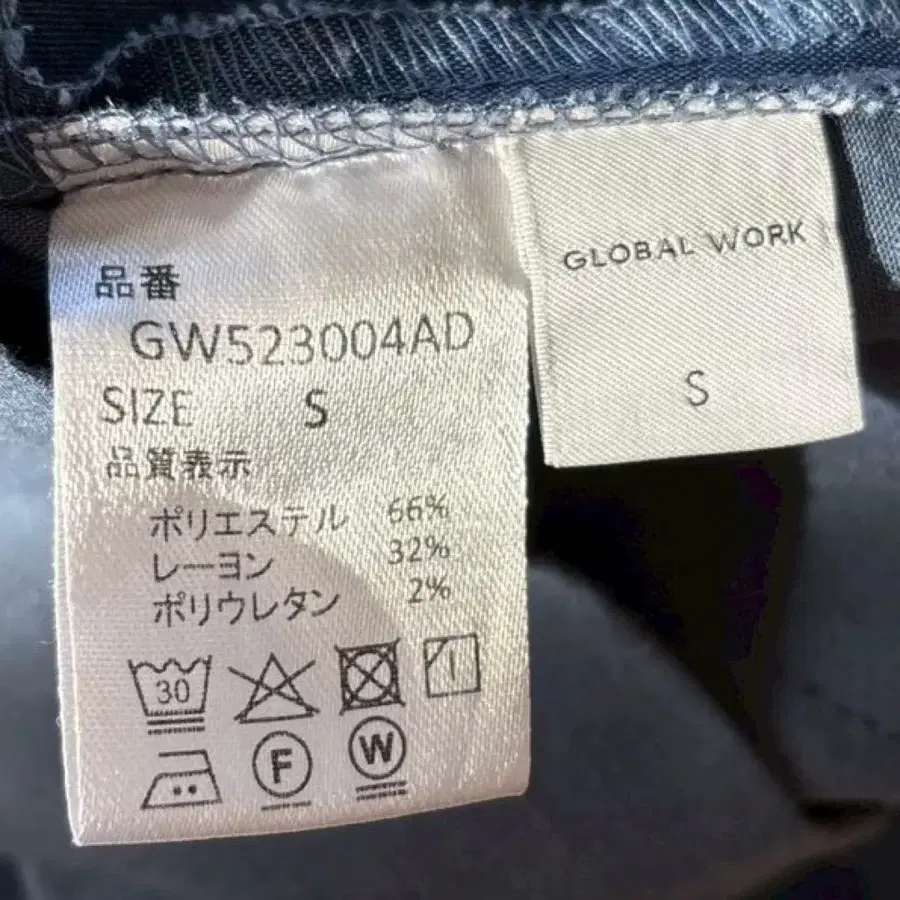 品番
GW523004AD
SIZE S
品質表示
ポリエステル 66%
レーヨン 32%
ポリウレタン 2%
30
F W
GLOBAL WORK
S